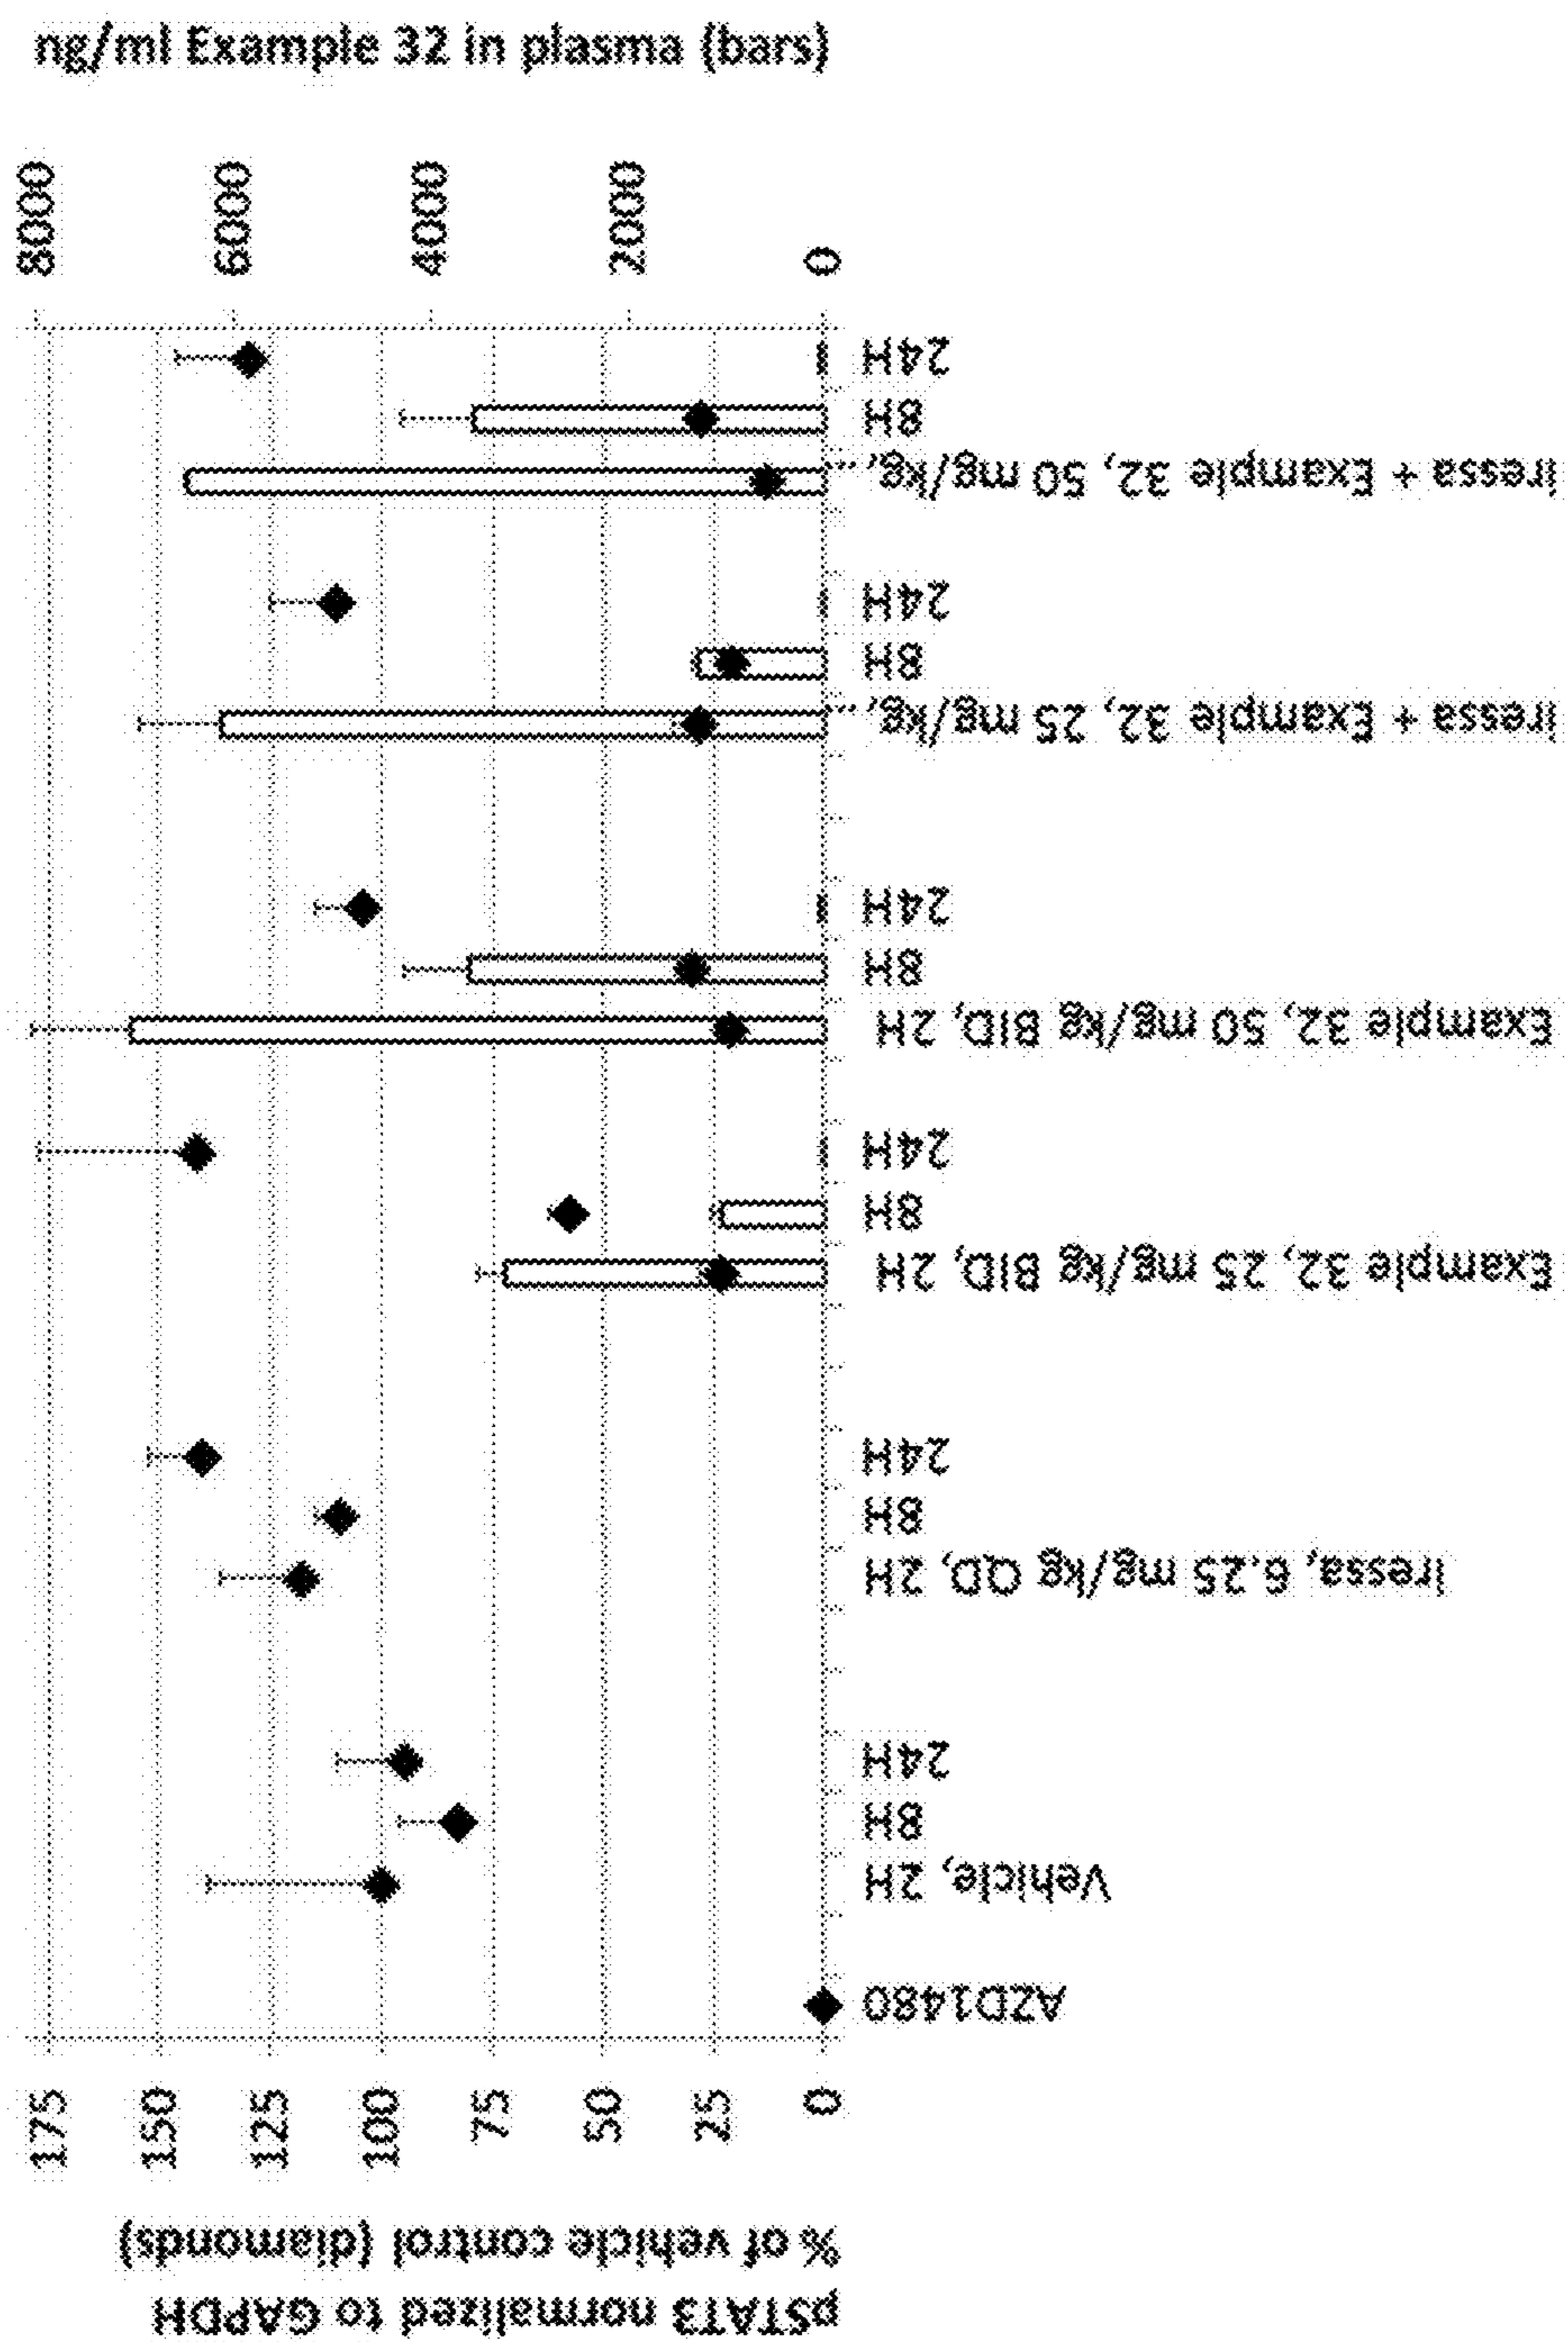 pSTAT3 normalized to GAPDH
% of vehicle control (diamonds)
175
150
125
100
75
50
25
0
AZD1480
Vehicle, 2H
8H
24H
iressa, 6.25 mg/kg QD, 2H
8H
24H
Example 32, 25 mg/kg BID, 2H
8H
24H
Example 32, 50 mg/kg BID, 2H
8H
24H
iressa + Example 32, 25 mg/kg,...
8H
24H
iressa + Example 32, 50 mg/kg,...
8H
24H
8000
6000
4000
2000
0
ng/ml Example 32 in plasma (bars)